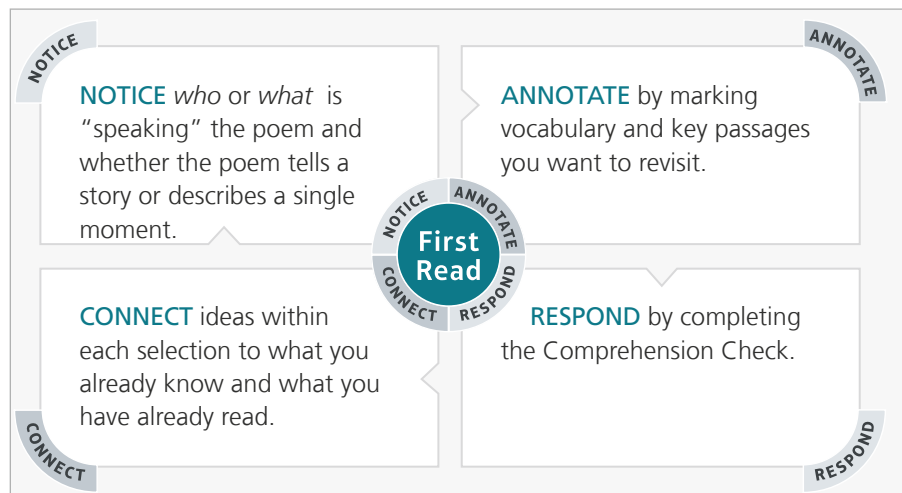 NOTICE
NOTICE who or what is
“speaking” the poem and
whether the poem tells a
story or describes a single
moment.
ANNOTATE
ANNOTATE by marking
vocabulary and key passages
you want to revisit.
NOTICE
ANNOTATE
First
Read
CONNECT
RESPOND
CONNECT ideas within
each selection to what you
already know and what you
have already read.
CONNECT
RESPOND by completing
the Comprehension Check.
RESPOND